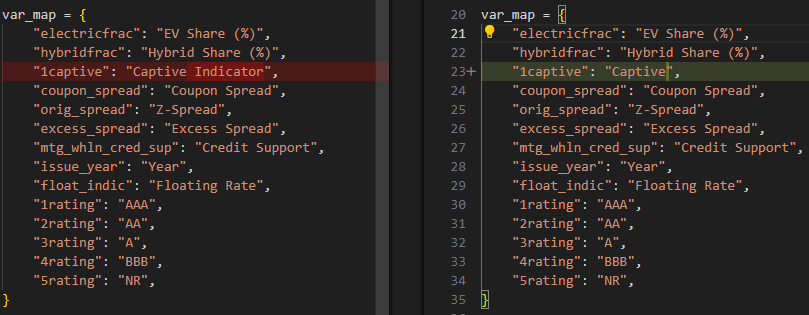 var_map = {
"electricfrac": "EV Share (%)",
"hybridfrac": "Hybrid Share (%)",
"1captive": "Captive Indicator",
"coupon_spread": "Coupon Spread",
"orig_spread": "Z-Spread",
"excess_spread": "Excess Spread",
"mtg_whln_cred_sup": "Credit Support",
"issue_year": "Year",
"float_indic": "Floating Rate",
"1rating": "AAA",
"2rating": "AA",
"3rating": "A",
"4rating": "BBB",
"5rating": "NR",
}
20 var_map = {
21 "electricfrac": "EV Share (%)",
22 "hybridfrac": "Hybrid Share (%)",
23+ "1captive": "Captive",
24 "coupon_spread": "Coupon Spread",
25 "orig_spread": "Z-Spread",
26 "excess_spread": "Excess Spread",
27 "mtg_whln_cred_sup": "Credit Support",
28 "issue_year": "Year",
29 "float_indic": "Floating Rate",
30 "1rating": "AAA",
31 "2rating": "AA",
32 "3rating": "A",
33 "4rating": "BBB",
34 "5rating": "NR",
35 }